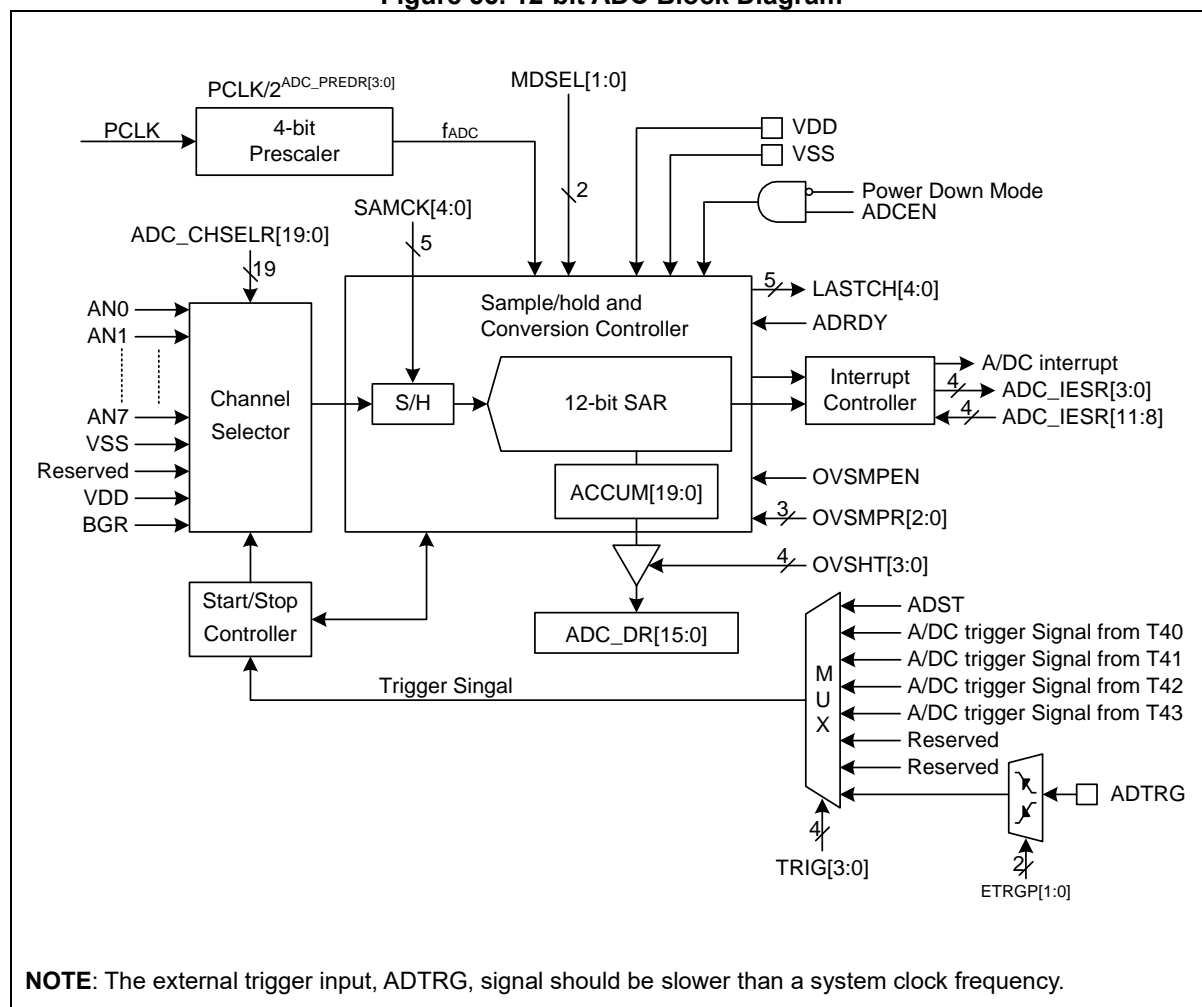 Figure 12-bit ADC Block Diagram
PCLK/2^ADC_PREDR[3:0]
MDSEL[1:0]
PCLK
4-bit
Prescaler
fADC
VDD
VSS
2
Power Down Mode
ADCEN
SAMCK[4:0]
5
ADC_CHSELR[19:0]
19
AN0
AN1
AN7
VSS
Reserved
VDD
BGR
Channel
Selector
Sample/hold and
Conversion Controller
S/H
12-bit SAR
ACCUM[19:0]
5
LASTCH[4:0]
ADRDY
Interrupt
Controller
A/DC interrupt
4
ADC_IESR[3:0]
4
ADC_IESR[11:8]
OVSMPEN
3
OVSMPR[2:0]
4
OVSHT[3:0]
ADC_DR[15:0]
Start/Stop
Controller
Trigger Singal
MUX
ADST
A/DC trigger Signal from T40
A/DC trigger Signal from T41
A/DC trigger Signal from T42
A/DC trigger Signal from T43
Reserved
Reserved
ADTRG
4
TRIG[3:0]
2
ETRGP[1:0]
NOTE: The external trigger input, ADTRG, signal should be slower than a system clock frequency.